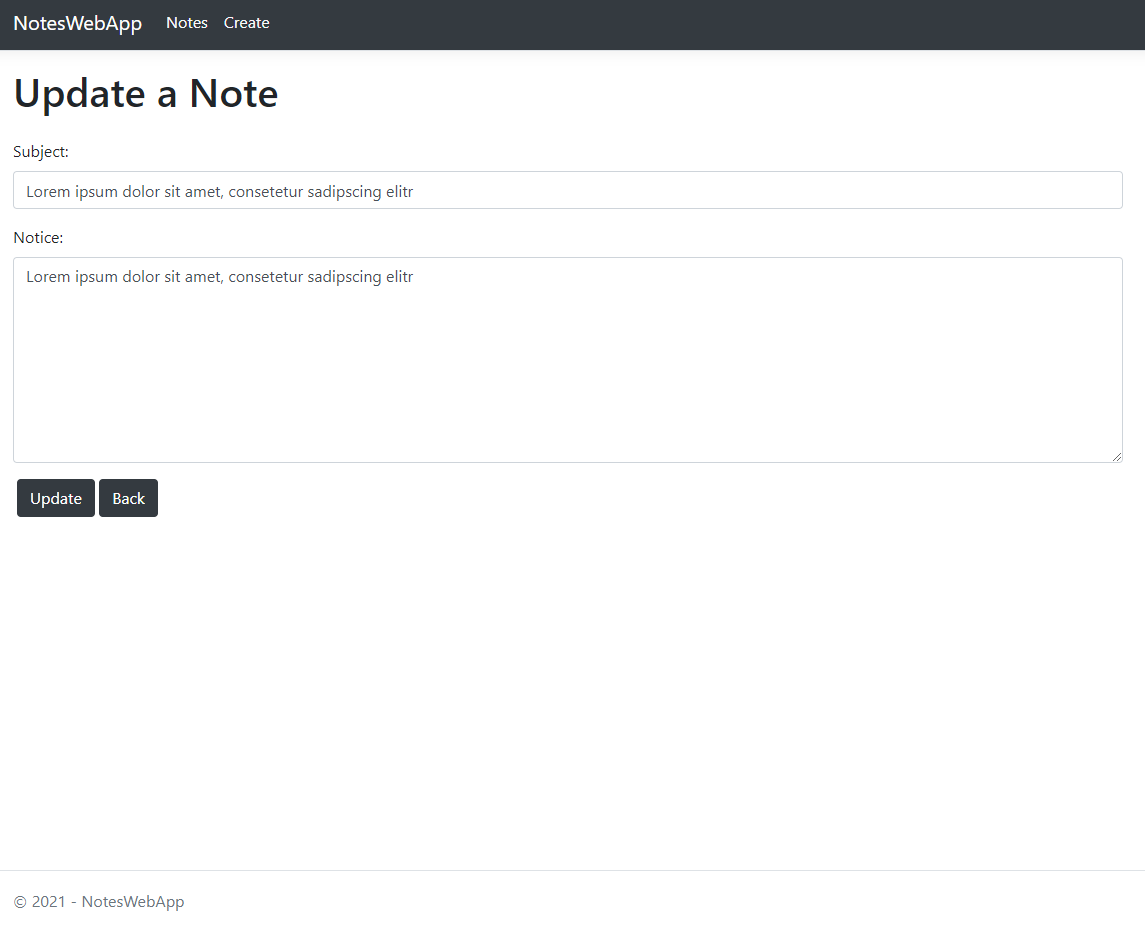 NotesWebApp Notes Create
Update a Note
Subject:
Lorem ipsum dolor sit amet, consetetur sadipscing elitr
Notice:
Lorem ipsum dolor sit amet, consetetur sadipscing elitr
Update Back
© 2021 - NotesWebApp